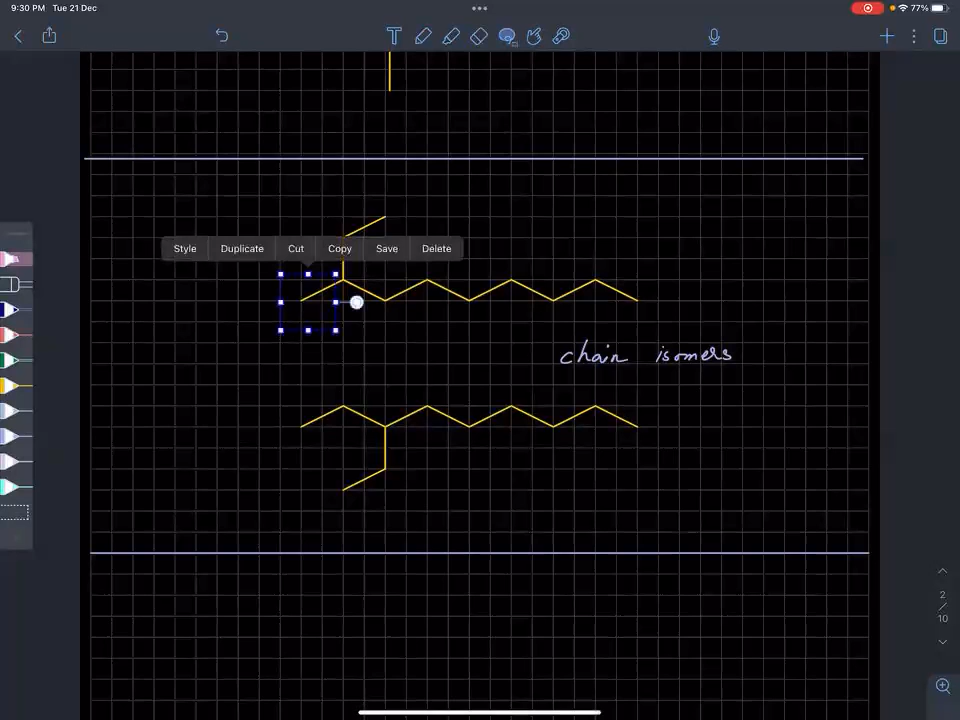 9:30 PM Tue 21 Dec
77%
T
Style Duplicate Cut Copy Save Delete
chain isomers
2
/
10